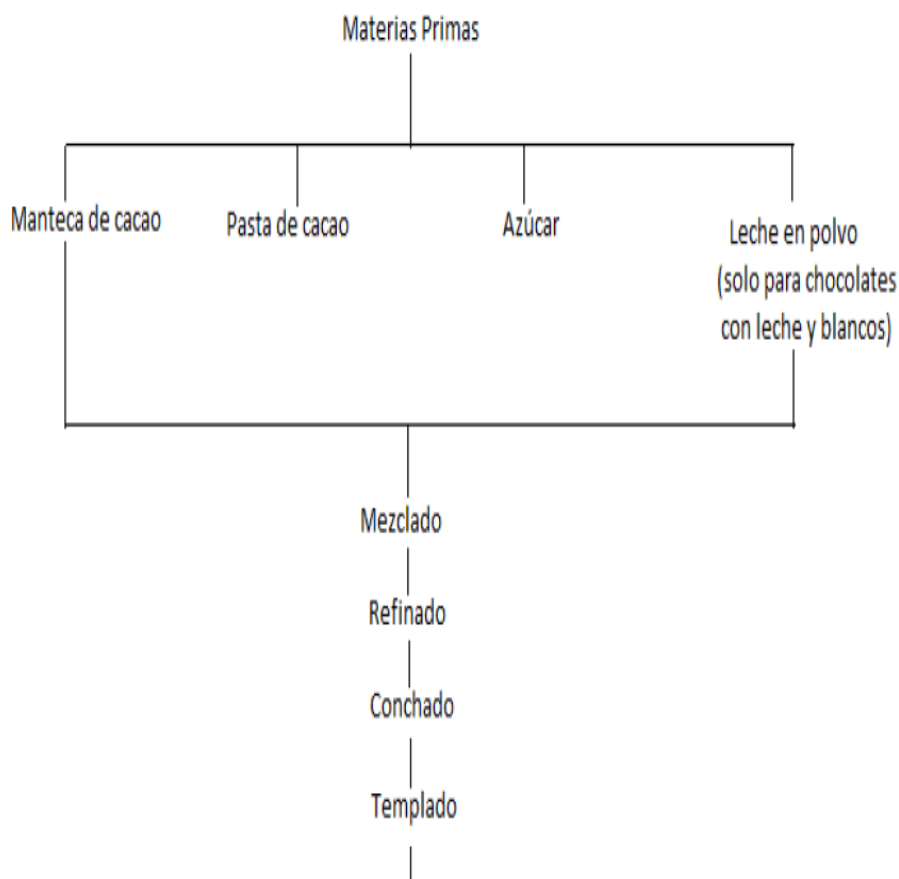 Materias Primas
Manteca de cacao
Pasta de cacao
Azúcar
Leche en polvo
(solo para chocolates
con leche y blancos)
Mezclado
Refinado
Conchado
Templado